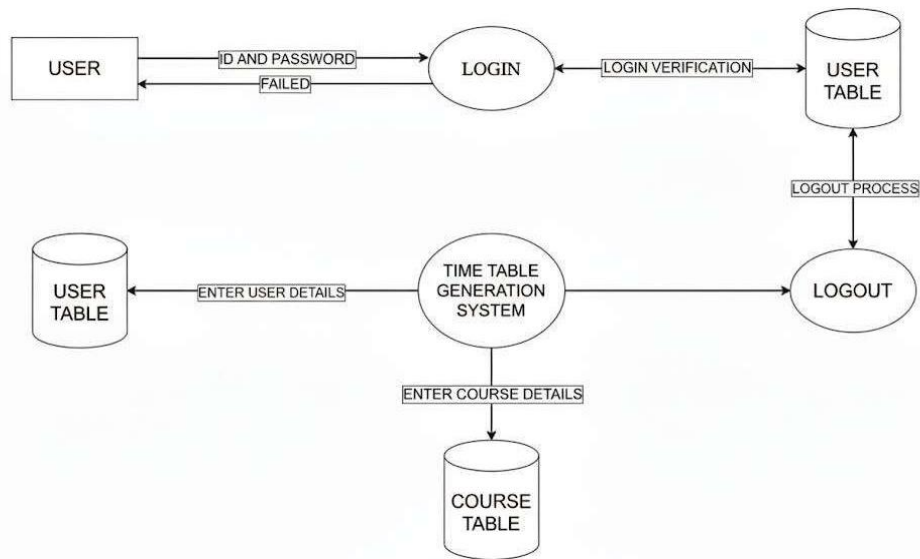 USER
ID AND PASSWORD
FAILED
LOGIN
LOGIN VERIFICATION
USER
TABLE
LOGOUT PROCESS
USER
TABLE
ENTER USER DETAILS
TIME TABLE
GENERATION
SYSTEM
LOGOUT
ENTER COURSE DETAILS
COURSE
TABLE